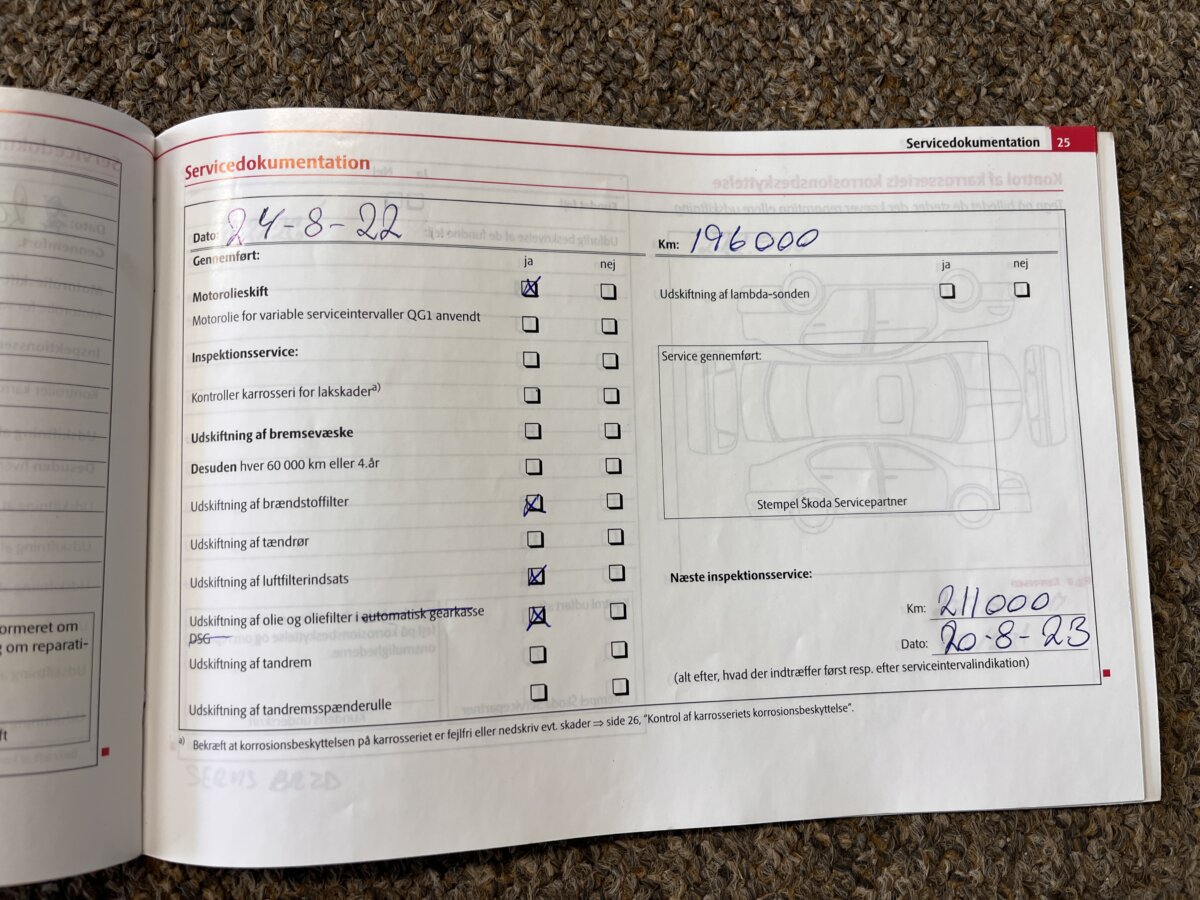 Servicedokumentation 25
Servicedokumentation
Dato: 24-8-22
Km: 196000
Gennemført:
ja nej
ja nej
Motorolieskift
Udskiftning af lambda-sonden
Motorolie for variable serviceintervaller QG1 anvendt
Inspektionsservice:
Service gennemført:
Kontroller karrosseri for lakskader a)
Udskiftning af bremsevæske
Desuden hver 60 000 km eller 4.år
Udskiftning af brændstoffilter
Stempel Škoda Servicepartner
Udskiftning af tændrør
Udskiftning af luftfilterindsats
Næste inspektionsservice:
Udskiftning af olie og oliefilter i automatisk gearkasse
DSG
Km: 211000
Dato: 20-8-23
Udskiftning af tandrem
(alt efter, hvad der indtræffer først resp. efter serviceintervalindikation)
Udskiftning af tandremsspænderulle
a) Bekræft at korrosionsbeskyttelsen på karrosseriet er fejlfri eller nedskriv evt. skader ⇒ side 26, "Kontrol af karrosseriets korrosionsbeskyttelse".
ormeret om
g om reparati-
ft